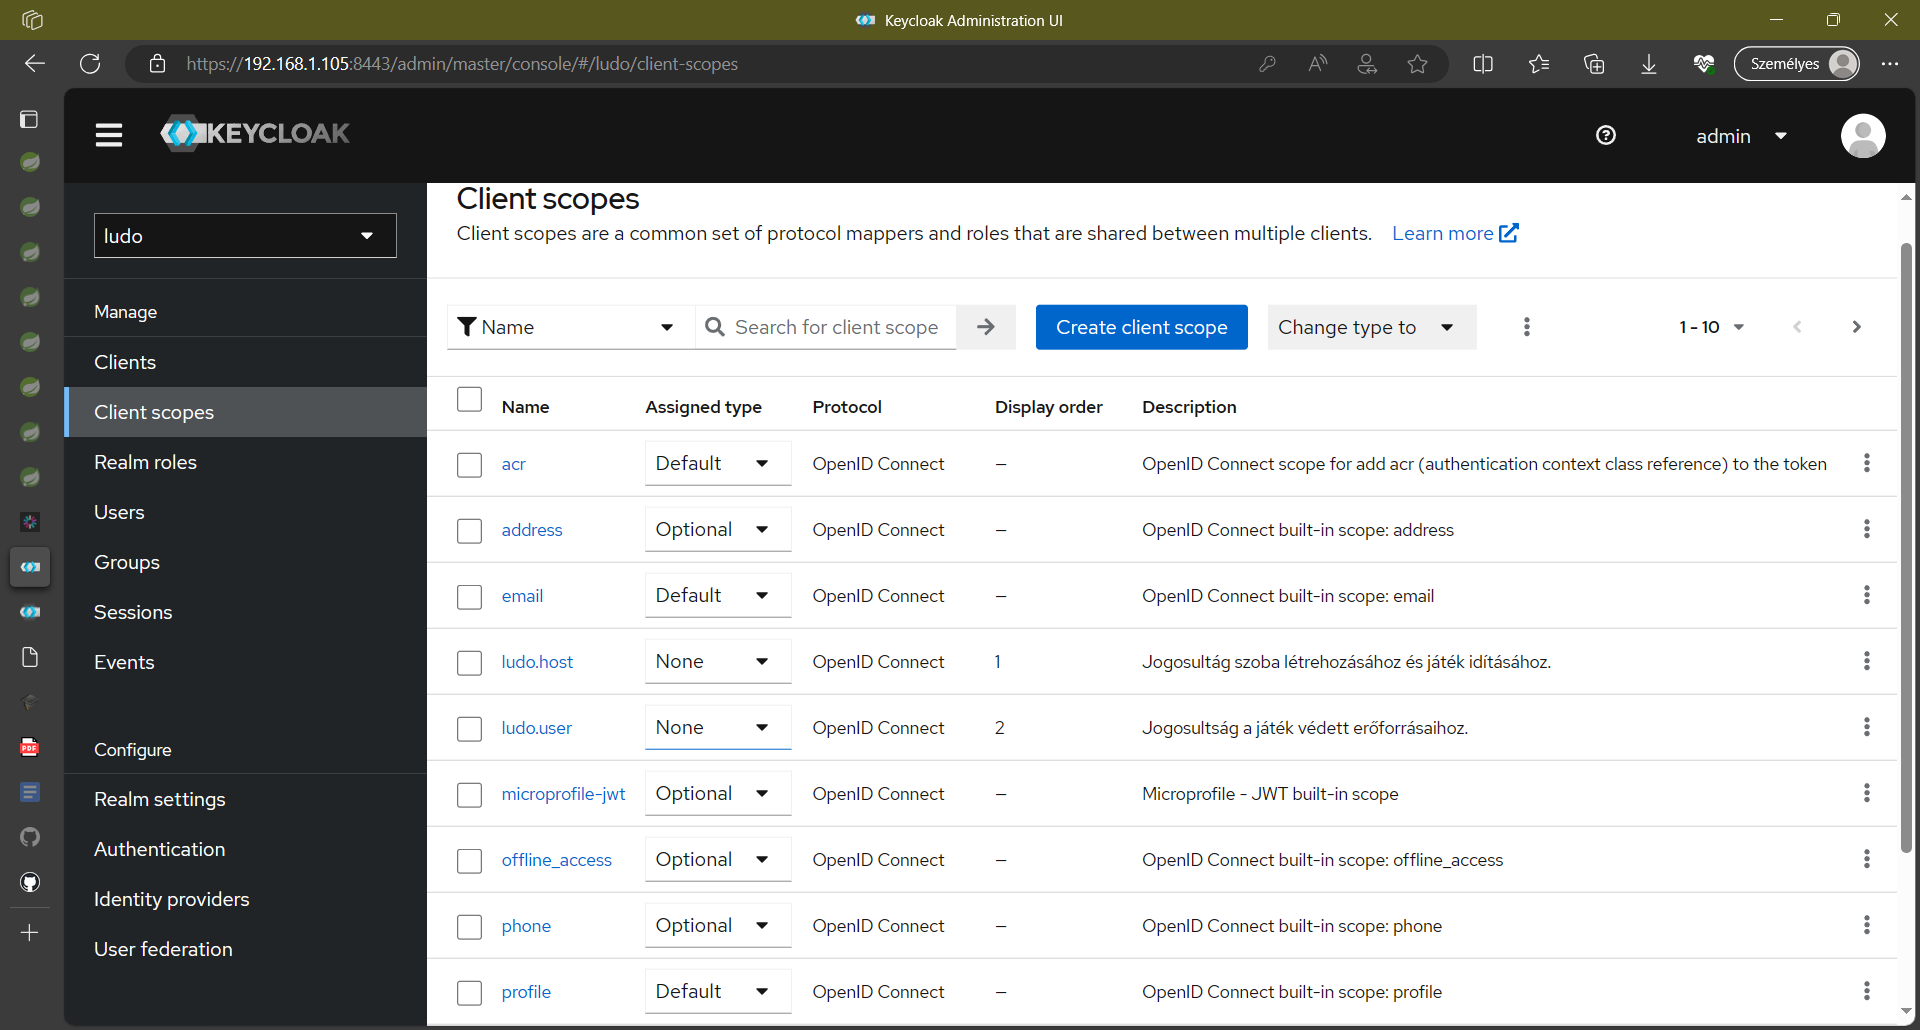 Keycloak Administration UI
https://192.168.1.105:8443/admin/master/console/#/ludo/client-scopes
Személyes
KEYCLOAK
admin
ludo
Manage
Clients
Client scopes
Realm roles
Users
Groups
Sessions
Events
Configure
Realm settings
Authentication
Identity providers
User federation
Client scopes
Client scopes are a common set of protocol mappers and roles that are shared between multiple clients. Learn more
Name Search for client scope Create client scope Change type to 1 - 10
Name Assigned type Protocol Display order Description
acr Default OpenID Connect – OpenID Connect scope for add acr (authentication context class reference) to the token
address Optional OpenID Connect – OpenID Connect built-in scope: address
email Default OpenID Connect – OpenID Connect built-in scope: email
ludo.host None OpenID Connect 1 Jogosultág szoba létrehozásához és játék idításához.
ludo.user None OpenID Connect 2 Jogosultság a játék védett erőforrásaihoz.
microprofile-jwt Optional OpenID Connect – Microprofile - JWT built-in scope
offline_access Optional OpenID Connect – OpenID Connect built-in scope: offline_access
phone Optional OpenID Connect – OpenID Connect built-in scope: phone
profile Default OpenID Connect – OpenID Connect built-in scope: profile
PDF